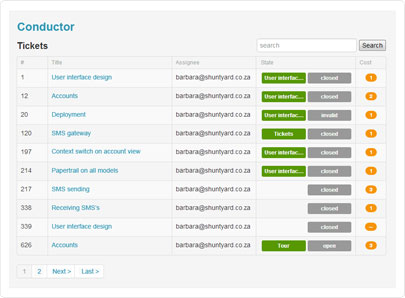 Conductor
Tickets
search Search
# Title Assignee State Cost
1 User interface design barbara@shuntyard.co.za User interfac... closed 1
12 Accounts barbara@shuntyard.co.za User interfac... closed
20 Deployment barbara@shuntyard.co.za User interfac... invalid 1
120 SMS gateway barbara@shuntyard.co.za Tickets closed 1
197 Context switch on account view barbara@shuntyard.co.za User interfac... closed 1
214 Papertrail on all models barbara@shuntyard.co.za User interfac... closed 1
217 SMS sending barbara@shuntyard.co.za closed
338 Receiving SMS's barbara@shuntyard.co.za closed
339 User interface design barbara@shuntyard.co.za closed --
626 Accounts barbara@shuntyard.co.za Tour open
1 2 Next > Last >